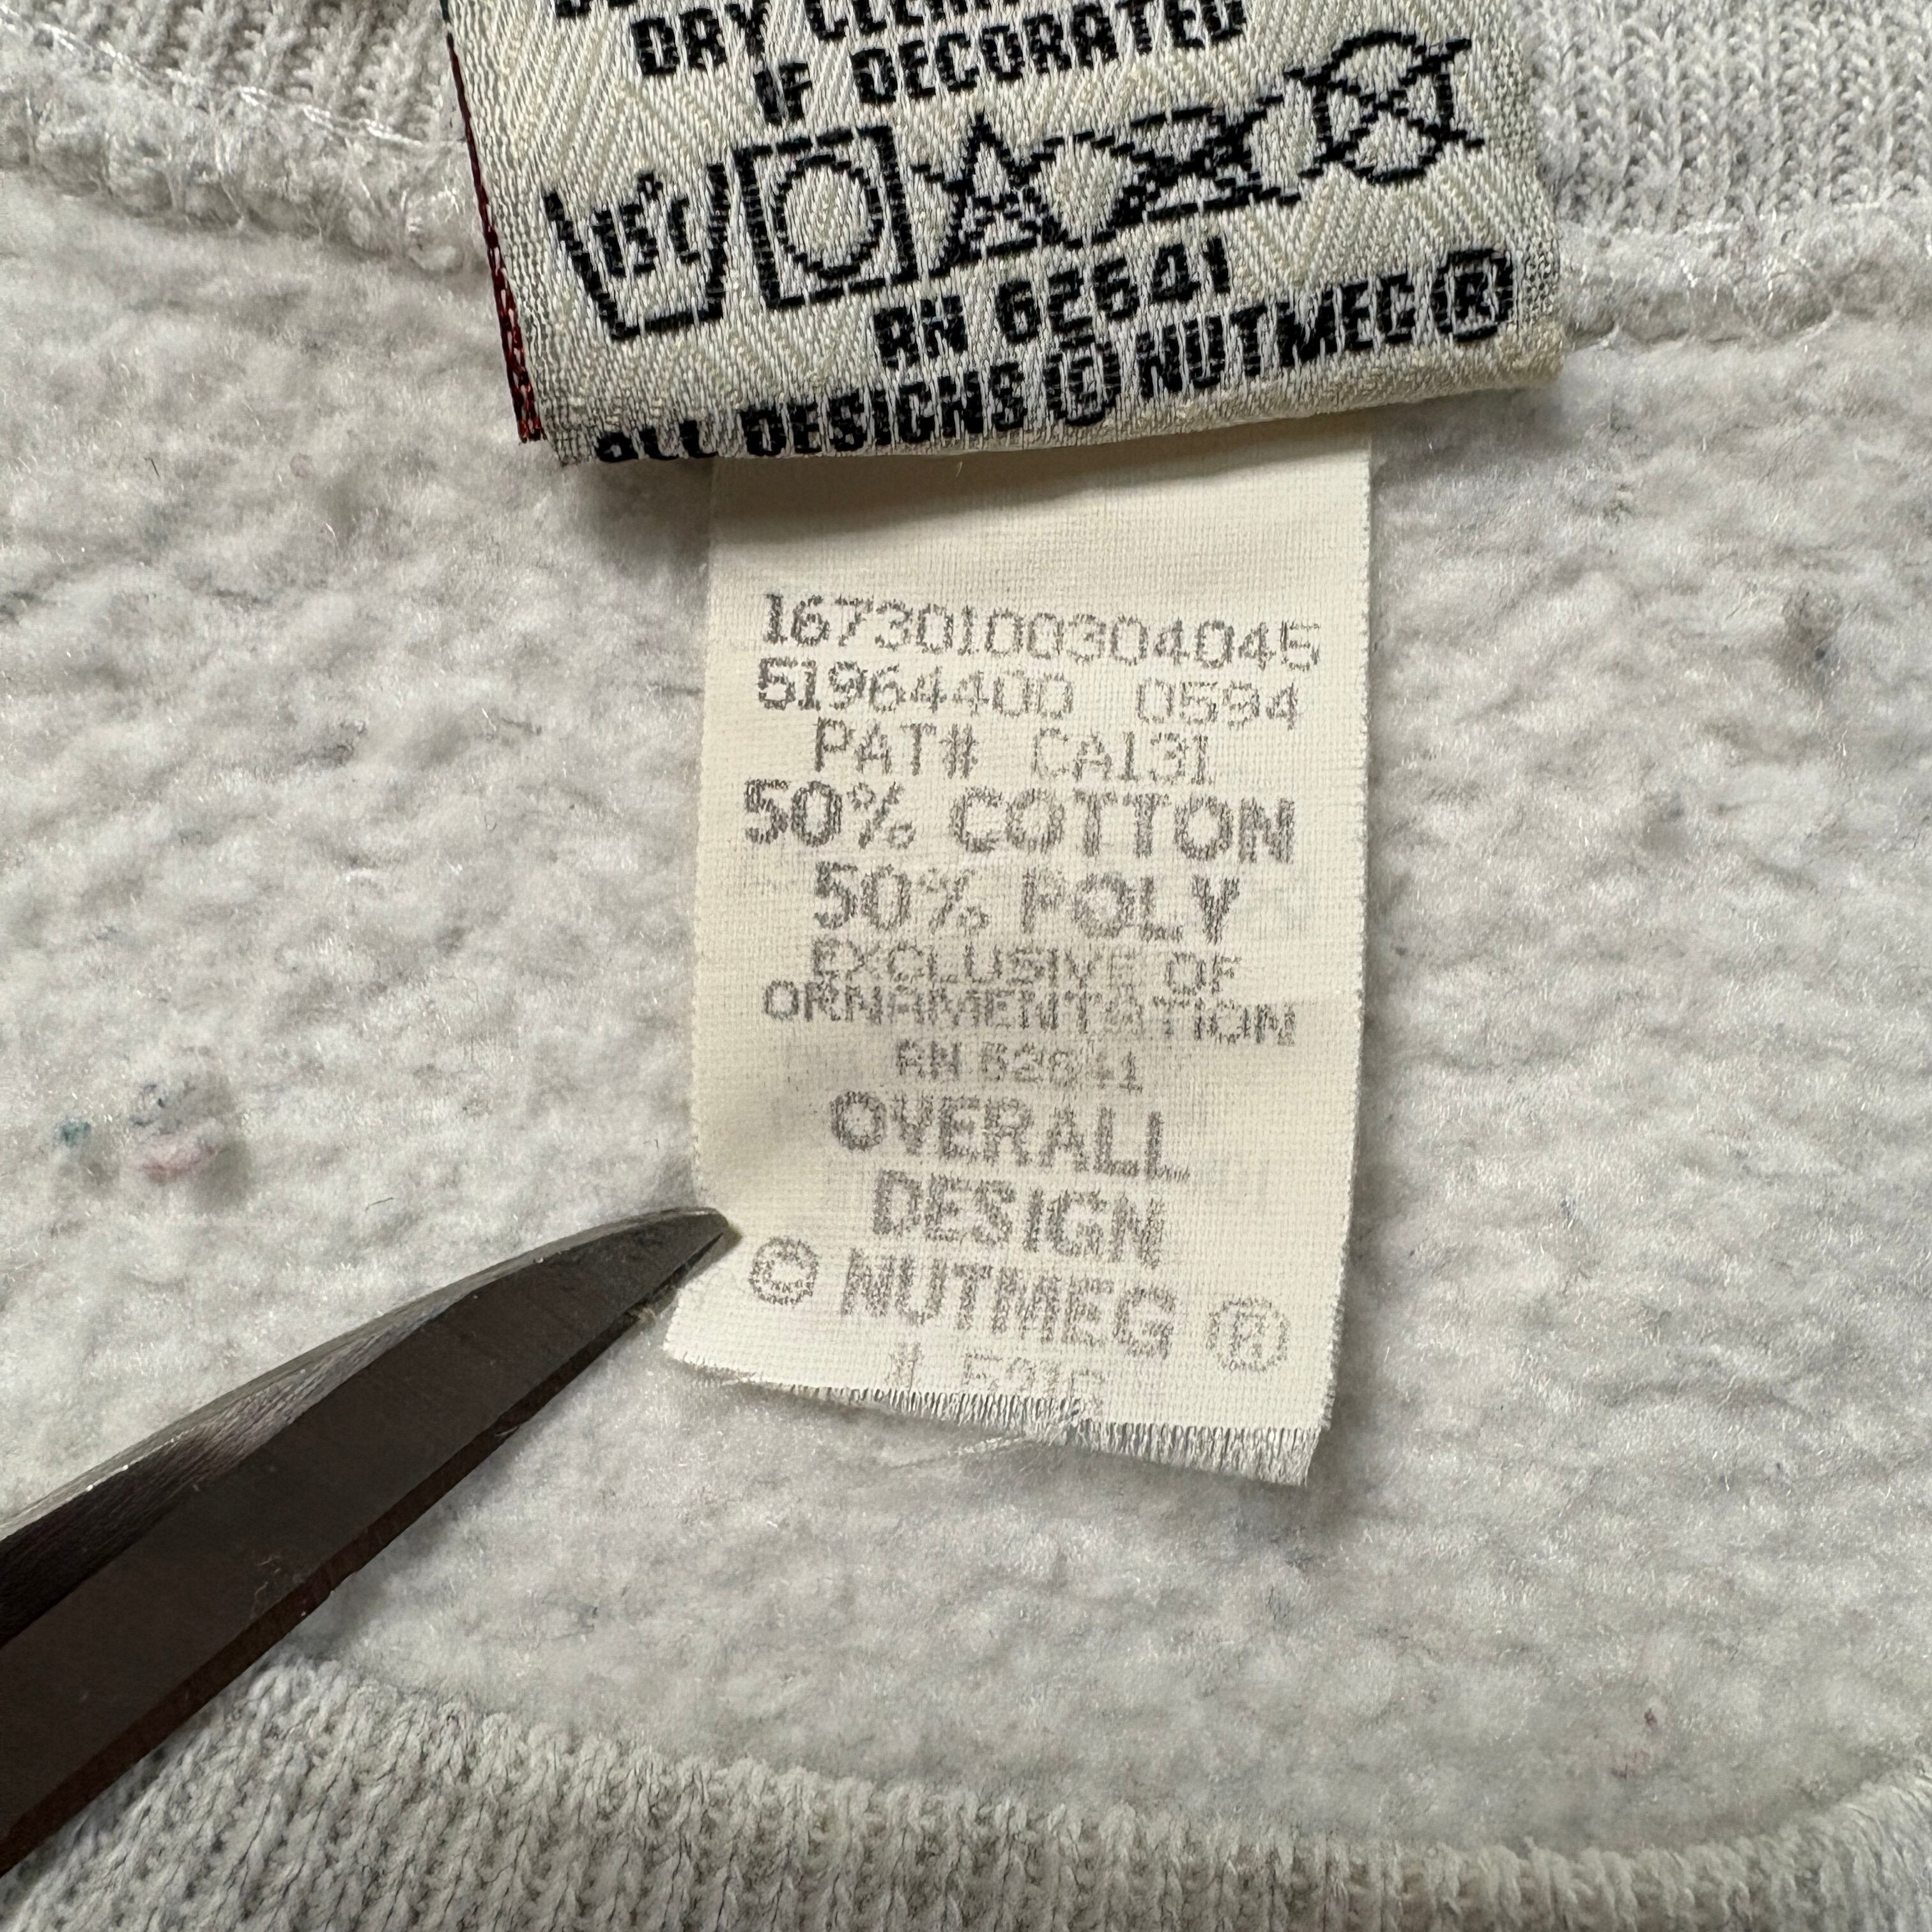 DRY CLEAN
IF DECORATED
15°C
RN 62641
ALL DESIGNS © NUTMEG ®
16730100304045
51964400 0594
PAT# CA131
50% COTTON
50% POLY
EXCLUSIVE OF
ORNAMENTATION
RN
OVERALL
DESIGN
© NUTMEG ®